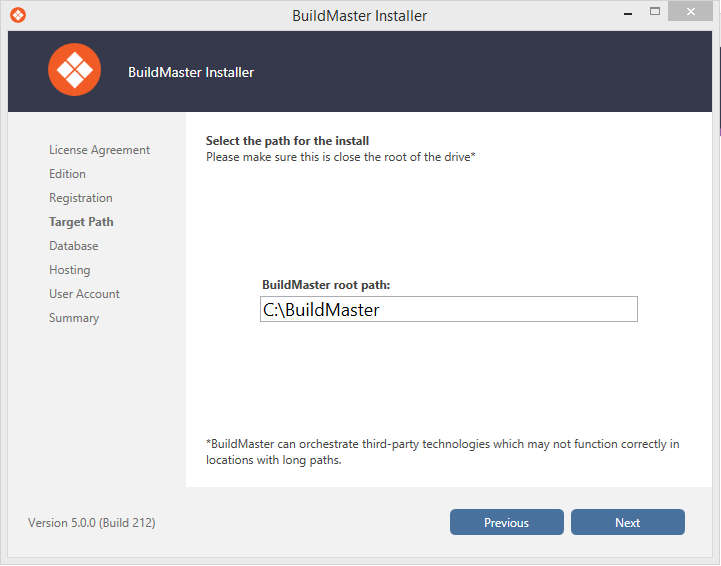 BuildMaster Installer
BuildMaster Installer
License Agreement
Edition
Registration
Target Path
Database
Hosting
User Account
Summary
Select the path for the install
Please make sure this is close the root of the drive*
BuildMaster root path:
C:\BuildMaster
*BuildMaster can orchestrate third-party technologies which may not function correctly in
locations with long paths.
Version 5.0.0 (Build 212)
Previous
Next